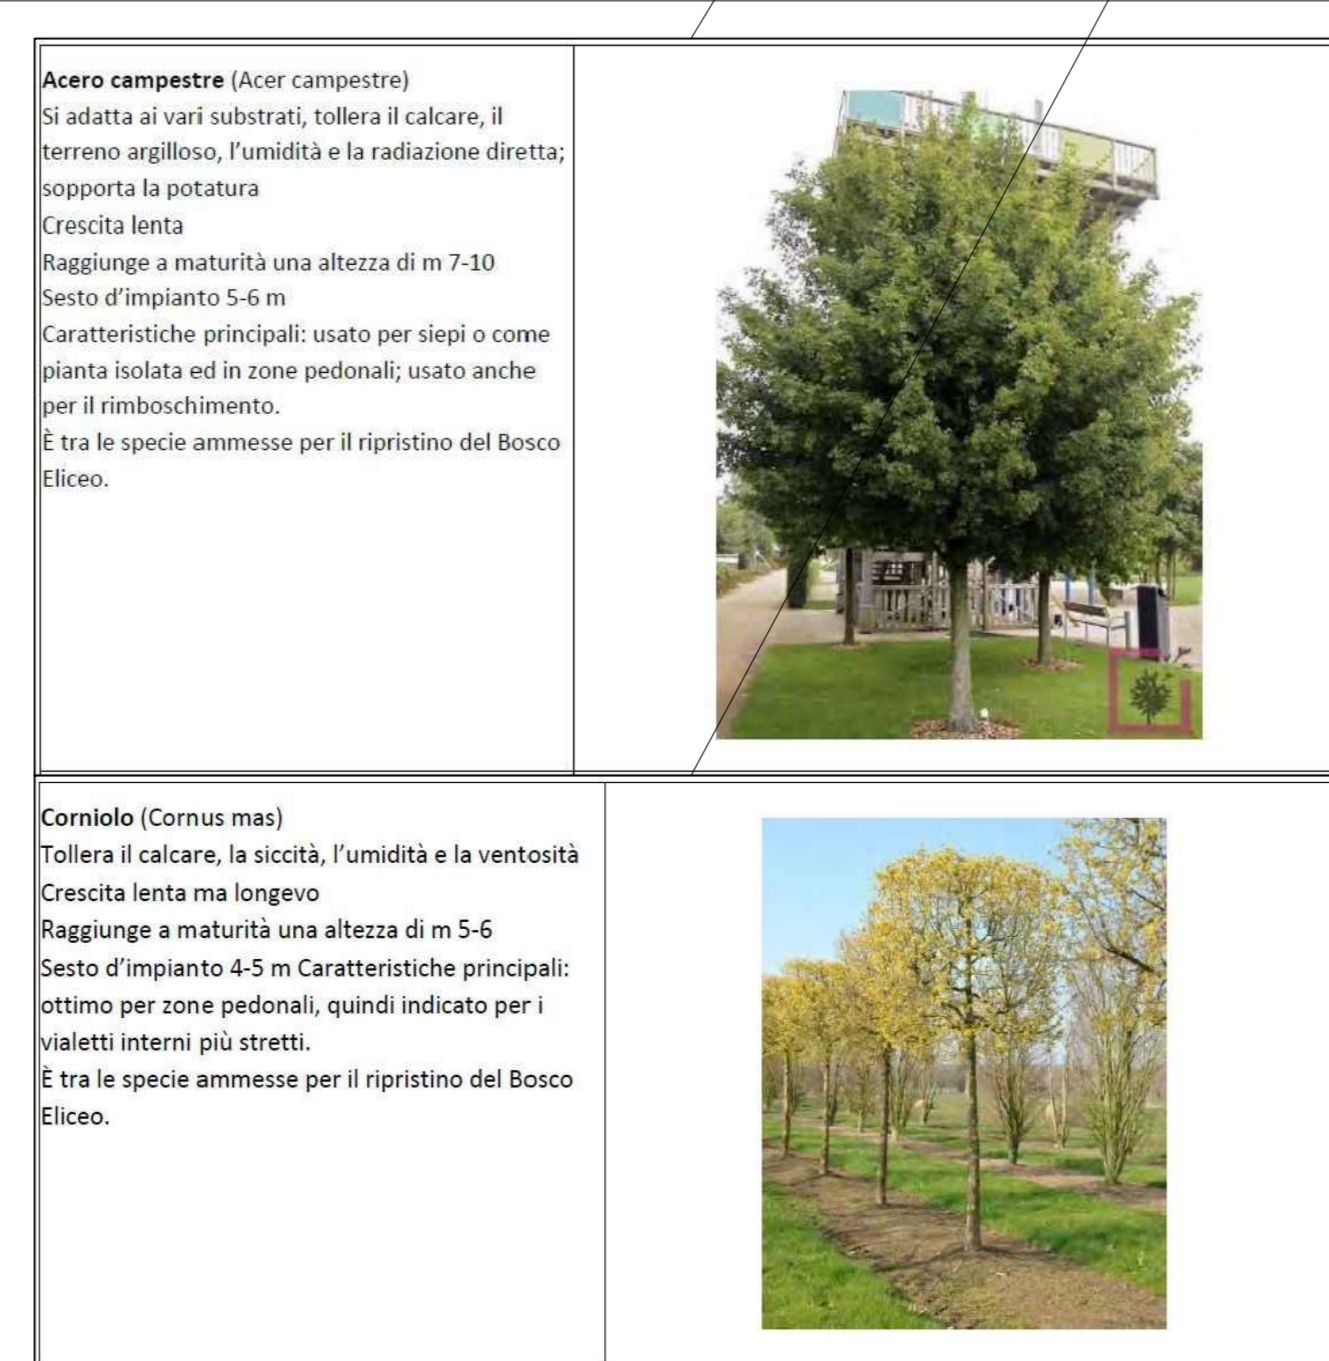 Acero campestre (Acer campestre)
Si adatta ai vari substrati, tollera il calcare, il
terreno argilloso, l'umidità e la radiazione diretta;
sopporta la potatura
Crescita lenta
Raggiunge a maturità una altezza di m 7-10
Sesto d'impianto 5-6 m
Caratteristiche principali: usato per siepi o come
pianta isolata ed in zone pedonali; usato anche
per il rimboschimento.
È tra le specie ammesse per il ripristino del Bosco
Eliceo.
Corniolo (Cornus mas)
Tollera il calcare, la siccità, l'umidità e la ventosità
Crescita lenta ma longevo
Raggiunge a maturità una altezza di m 5-6
Sesto d'impianto 4-5 m Caratteristiche principali:
ottimo per zone pedonali, quindi indicato per i
vialetti interni più stretti.
È tra le specie ammesse per il ripristino del Bosco
Eliceo.